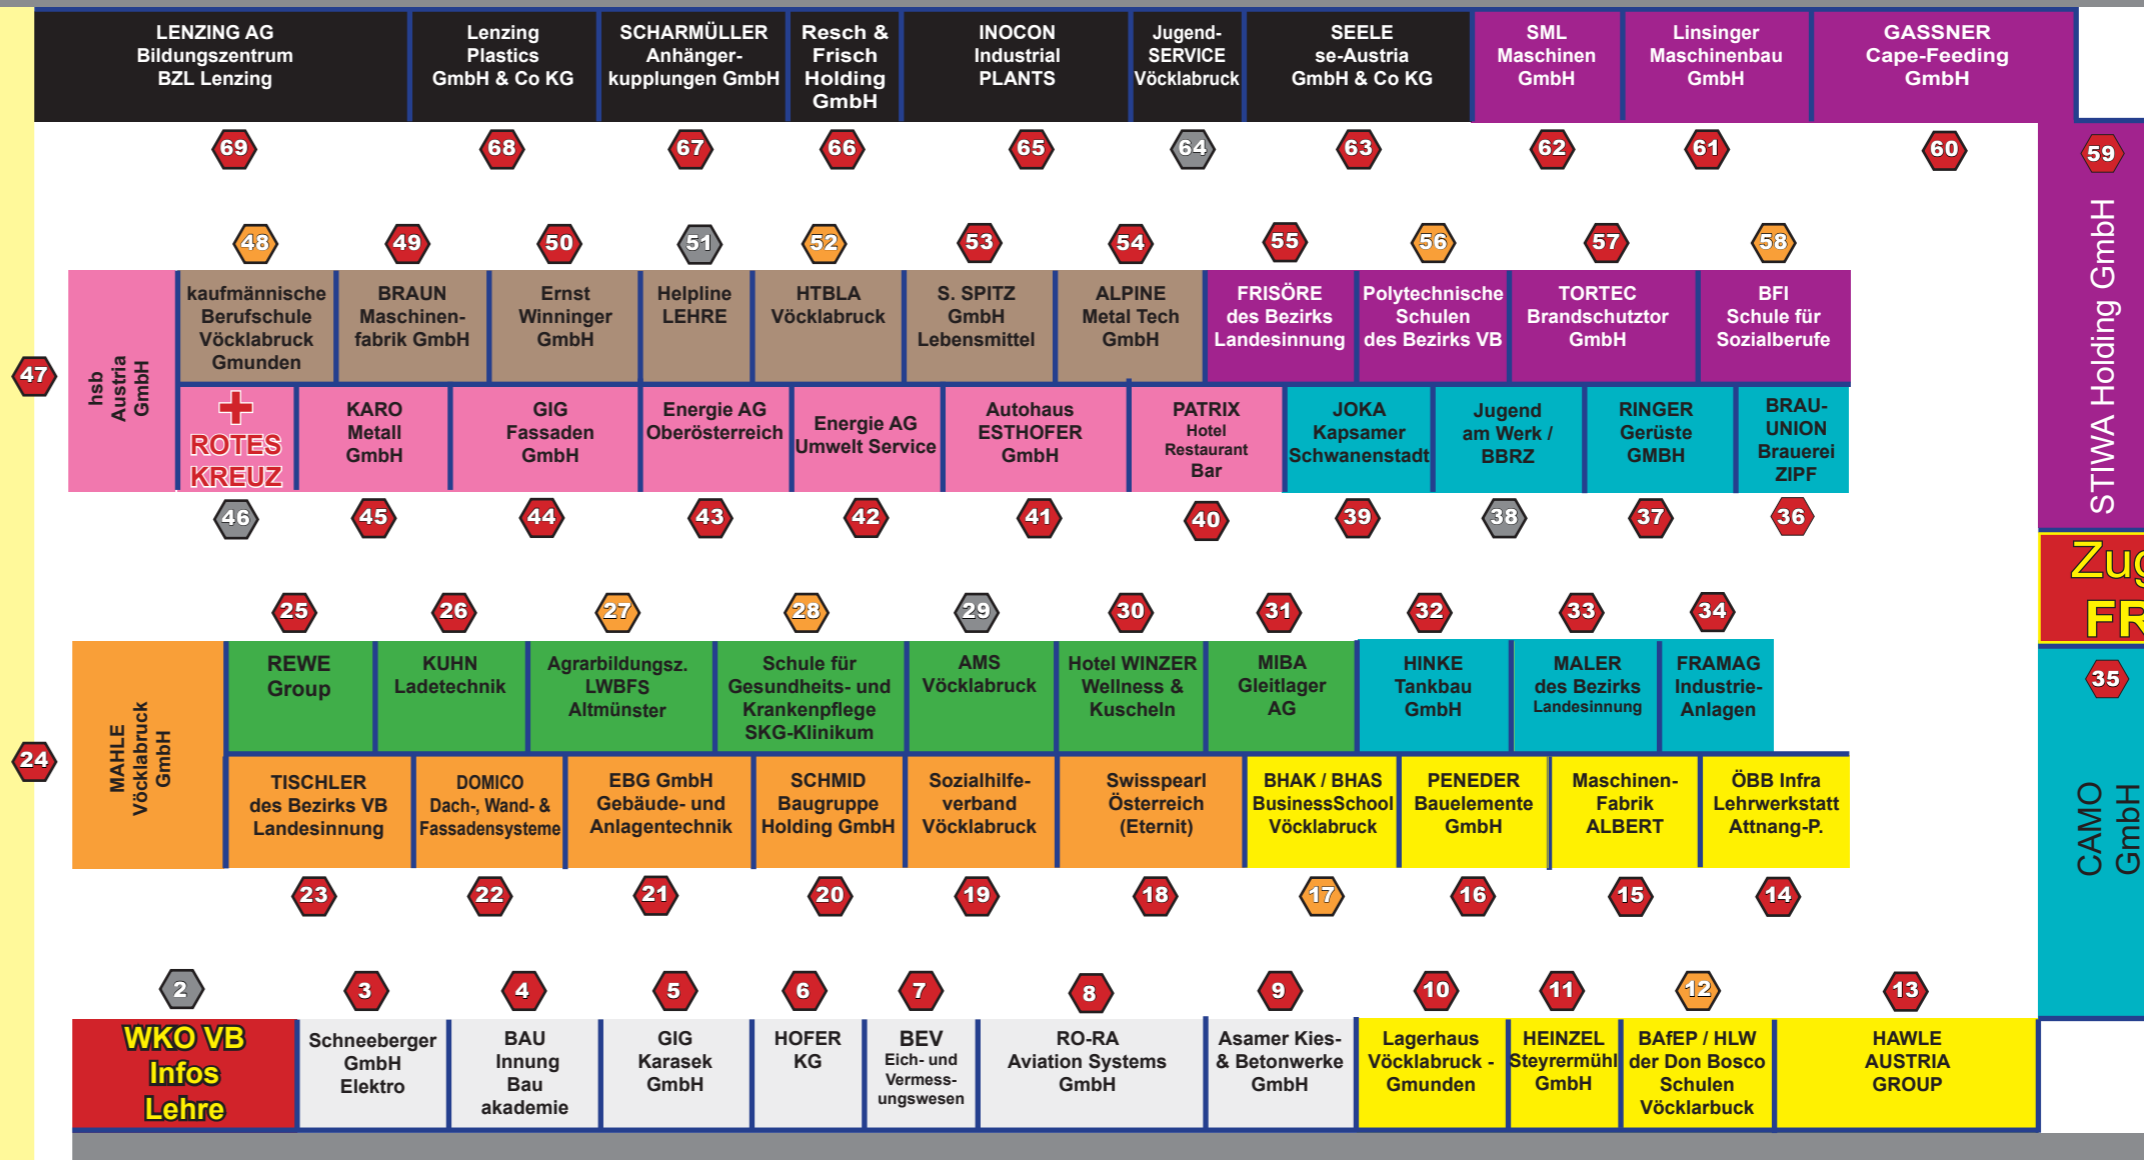 LENZING AG
Bildungszentrum
BZL Lenzing
Lenzing
Plastics
GmbH & Co KG
SCHARMÜLLER
Anhänger-
kupplungen GmbH
Resch &
Frisch
Holding
GmbH
INOCON
Industrial
PLANTS
Jugend-
SERVICE
Vöcklabruck
SEELE
se-Austria
GmbH & Co KG
SML
Maschinen
GmbH
Linsinger
Maschinenbau
GmbH
GASSNER
Cape-Feeding
GmbH
69
68
67
66
65
64
63
62
61
60
59
STIWA Holding GmbH
48
49
50
51
52
53
54
55
56
57
58
47
hsb
Austria
GmbH
kaufmännische
Berufschule
Vöcklabruck
Gmunden
BRAUN
Maschinen-
fabrik GmbH
Ernst
Winninger
GmbH
Helpline
LEHRE
HTBLA
Vöcklabruck
S. SPITZ
GmbH
Lebensmittel
ALPINE
Metal Tech
GmbH
FRISÖRE
des Bezirks
Landesinnung
Polytechnische
Schulen
des Bezirks VB
TORTEC
Brandschutztor
GmbH
BFI
Schule für
Sozialberufe
ROTES
KREUZ
KARO
Metall
GmbH
GIG
Fassaden
GmbH
Energie AG
Oberösterreich
Energie AG
Umwelt Service
Autohaus
ESTHOFER
GmbH
PATRIX
Hotel
Restaurant
Bar
JOKA
Kapsamer
Schwanenstadt
Jugend
am Werk /
BBRZ
RINGER
Gerüste
GMBH
BRAU-
UNION
Brauerei
ZIPF
46
45
44
43
42
41
40
39
38
37
36
Zug
FR
25
26
27
28
29
30
31
32
33
34
35
CAMO
GmbH
24
MAHLE
Vöcklabruck
GmbH
REWE
Group
KUHN
Ladetechnik
Agrarbildungsz.
LWBFS
Altmünster
Schule für
Gesundheits- und
Krankenpflege
SKG-Klinikum
AMS
Vöcklabruck
Hotel WINZER
Wellness &
Kuscheln
MIBA
Gleitlager
AG
HINKE
Tankbau
GmbH
MALER
des Bezirks
Landesinnung
FRAMAG
Industrie-
Anlagen
TISCHLER
des Bezirks VB
Landesinnung
DOMICO
Dach-, Wand- &
Fassadensysteme
EBG GmbH
Gebäude- und
Anlagentechnik
SCHMID
Baugruppe
Holding GmbH
Sozialhilfe-
verband
Vöcklabruck
Swisspearl
Österreich
(Eternit)
BHAK / BHAS
BusinessSchool
Vöcklabruck
PENEDER
Bauelemente
GmbH
Maschinen-
Fabrik
ALBERT
ÖBB Infra
Lehrwerkstatt
Attnang-P.
23
22
21
20
19
18
17
16
15
14
2
3
4
5
6
7
8
9
10
11
12
13
WKO VB
Infos
Lehre
Schneeberger
GmbH
Elektro
BAU
Innung
Bau
akademie
GIG
Karasek
GmbH
HOFER
KG
BEV
Eich- und
Vermess-
ungswesen
RO-RA
Aviation Systems
GmbH
Asamer Kies-
& Betonwerke
GmbH
Lagerhaus
Vöcklabruck -
Gmunden
HEINZEL
Steyrermühl
GmbH
BAfEP / HLW
der Don Bosco
Schulen
Vöcklarbuck
HAWLE
AUSTRIA
GROUP